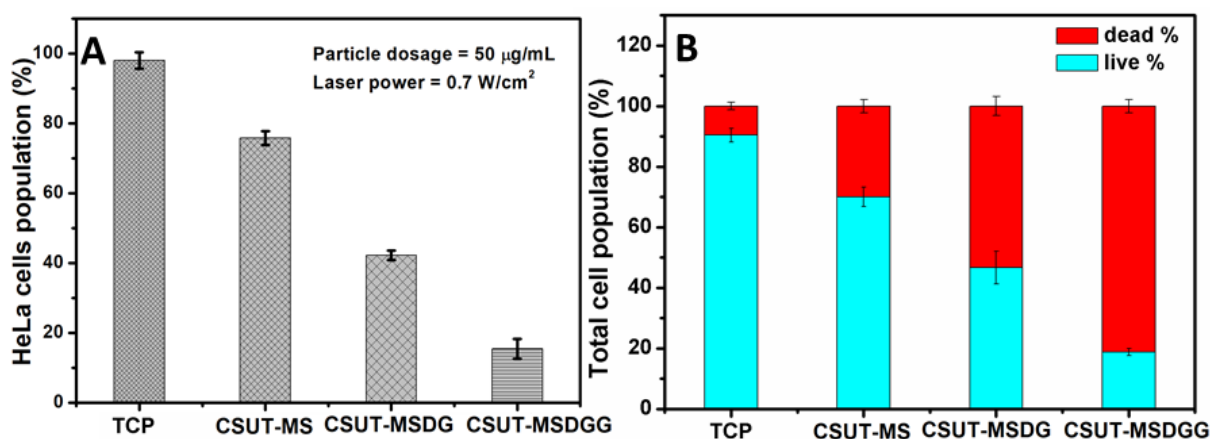 A
Particle dosage = 50 µg/mL
Laser power = 0.7 W/cm²
HeLa cells population (%)
100
80
60
40
20
0
TCP CSUT-MS CSUT-MSDG CSUT-MSDGG
B
dead %
live %
Total cell population (%)
120
100
80
60
40
20
0
TCP CSUT-MS CSUT-MSDG CSUT-MSDGG